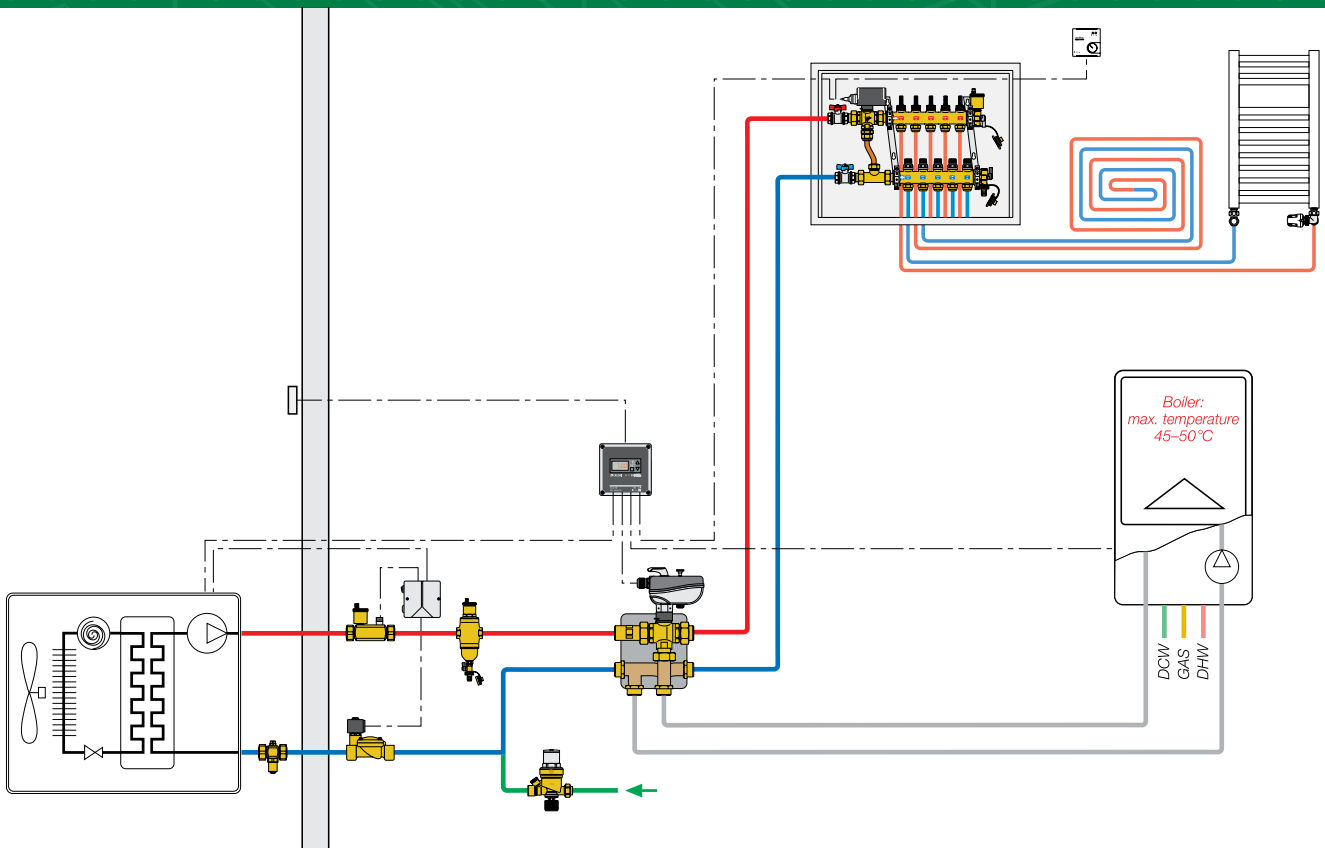 Boiler:
max. temperature
45–50°C
DCW
GAS
DHW